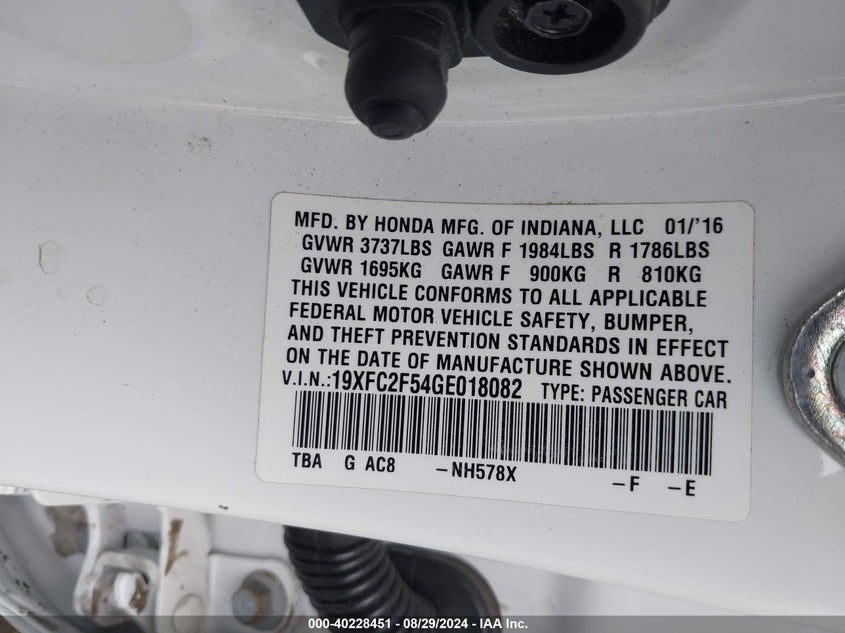 MFD. BY HONDA MFG. OF INDIANA, LLC 01/'16
GVWR 3737LBS GAWR F 1984LBS R 1786LBS
GVWR 1695KG GAWR F 900KG R 810KG
THIS VEHICLE CONFORMS TO ALL APPLICABLE
FEDERAL MOTOR VEHICLE SAFETY, BUMPER,
AND THEFT PREVENTION STANDARDS IN EFFECT
ON THE DATE OF MANUFACTURE SHOWN ABOVE.
V.I.N.:19XFC2F54GE018082 TYPE: PASSENGER CAR
TBA G AC8 -NH578X -F -E
000-40228451 - 08/29/2024 - IAA Inc.